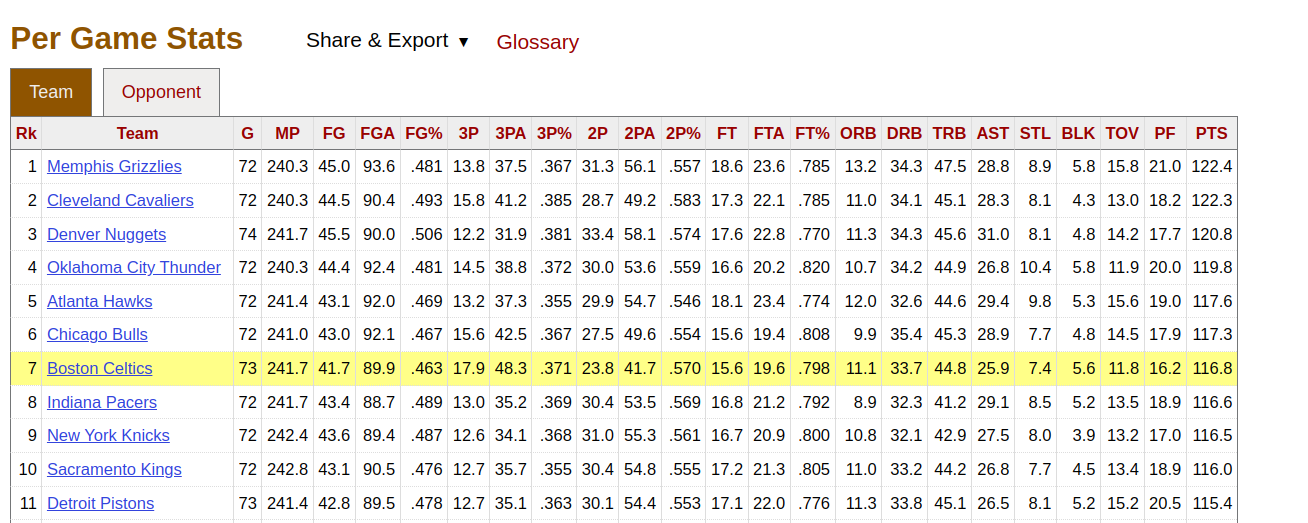 Per Game Stats Share & Export ▼ Glossary
Team Opponent
Rk Team G MP FG FGA FG% 3P 3PA 3P% 2P 2PA 2P% FT FTA FT% ORB DRB TRB AST STL BLK TOV PF PTS
1 Memphis Grizzlies 72 240.3 45.0 93.6 .481 13.8 37.5 .367 31.3 56.1 .557 18.6 23.6 .785 13.2 34.3 47.5 28.8 8.9 5.8 15.8 21.0 122.4
2 Cleveland Cavaliers 72 240.3 44.5 90.4 .493 15.8 41.2 .385 28.7 49.2 .583 17.3 22.1 .785 11.0 34.1 45.1 28.3 8.1 4.3 13.0 18.2 122.3
3 Denver Nuggets 74 241.7 45.5 90.0 .506 12.2 31.9 .381 33.4 58.1 .574 17.6 22.8 .770 11.3 34.3 45.6 31.0 8.1 4.8 14.2 17.7 120.8
4 Oklahoma City Thunder 72 240.3 44.4 92.4 .481 14.5 38.8 .372 30.0 53.6 .559 16.6 20.2 .820 10.7 34.2 44.9 26.8 10.4 5.8 11.9 20.0 119.8
5 Atlanta Hawks 72 241.4 43.1 92.0 .469 13.2 37.3 .355 29.9 54.7 .546 18.1 23.4 .774 12.0 32.6 44.6 29.4 9.8 5.3 15.6 19.0 117.6
6 Chicago Bulls 72 241.0 43.0 92.1 .467 15.6 42.5 .367 27.5 49.6 .554 15.6 19.4 .808 9.9 35.4 45.3 28.9 7.7 4.8 14.5 17.9 117.3
7 Boston Celtics 73 241.7 41.7 89.9 .463 17.9 48.3 .371 23.8 41.7 .570 15.6 19.6 .798 11.1 33.7 44.8 25.9 7.4 5.6 11.8 16.2 116.8
8 Indiana Pacers 72 241.7 43.4 88.7 .489 13.0 35.2 .369 30.4 53.5 .569 16.8 21.2 .792 8.9 32.3 41.2 29.1 8.5 5.2 13.5 18.9 116.6
9 New York Knicks 72 242.4 43.6 89.4 .487 12.6 34.1 .368 31.0 55.3 .561 16.7 20.9 .800 10.8 32.1 42.9 27.5 8.0 3.9 13.2 17.0 116.5
10 Sacramento Kings 72 242.8 43.1 90.5 .476 12.7 35.7 .355 30.4 54.8 .555 17.2 21.3 .805 11.0 33.2 44.2 26.8 7.7 4.5 13.4 18.9 116.0
11 Detroit Pistons 73 241.4 42.8 89.5 .478 12.7 35.1 .363 30.1 54.4 .553 17.1 22.0 .776 11.3 33.8 45.1 26.5 8.1 5.2 15.2 20.5 115.4